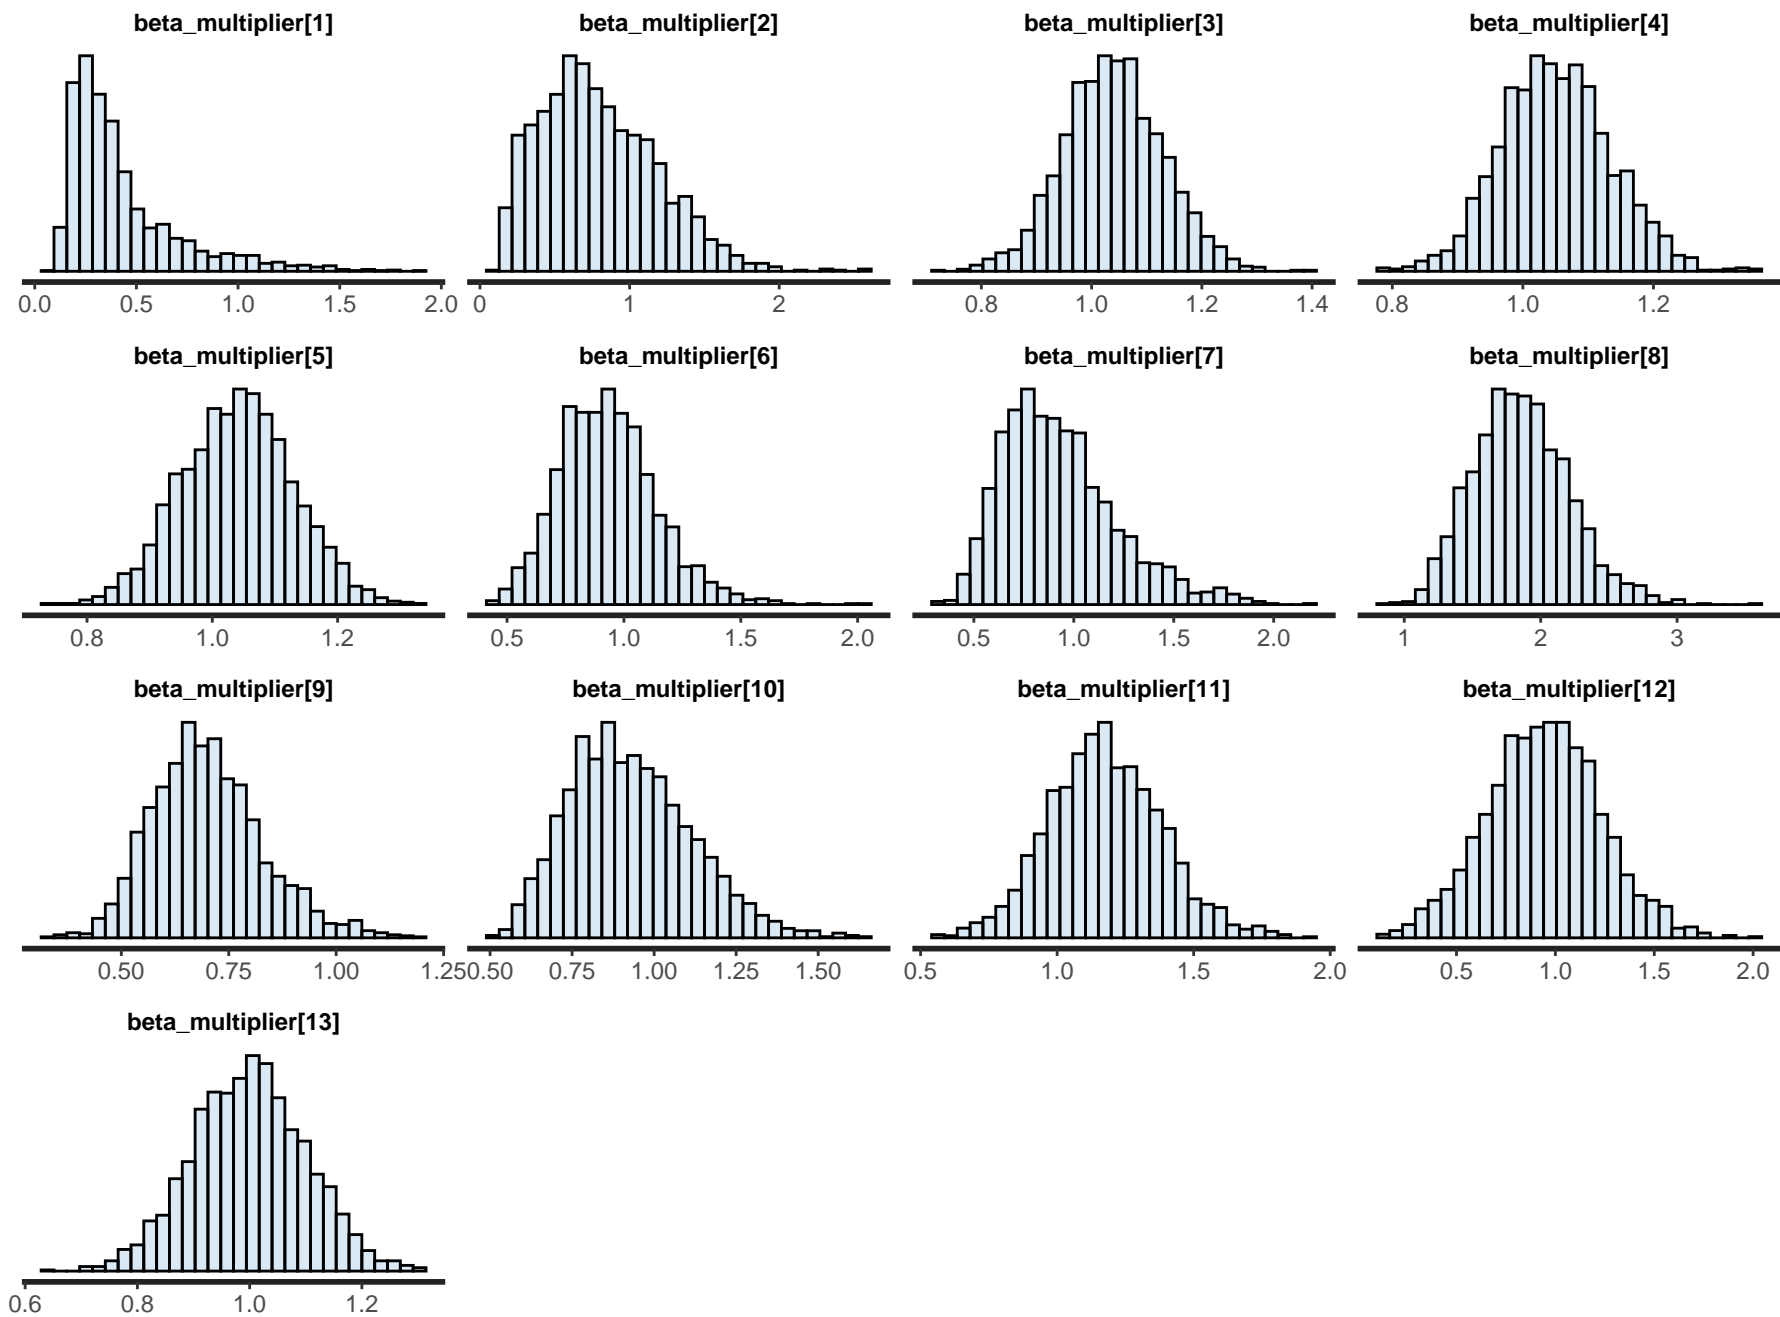 beta_multiplier[1] beta_multiplier[2] beta_multiplier[3] beta_multiplier[4]
0.0 0.5 1.0 1.5 2.0 0 1 2 0.8 1.0 1.2 1.4 0.8 1.0 1.2
beta_multiplier[5] beta_multiplier[6] beta_multiplier[7] beta_multiplier[8]
0.8 1.0 1.2 0.5 1.0 1.5 2.0 0.5 1.0 1.5 2.0 1 2 3
beta_multiplier[9] beta_multiplier[10] beta_multiplier[11] beta_multiplier[12]
0.50 0.75 1.00 1.25 0.50 0.75 1.00 1.25 1.50 0.5 1.0 1.5 2.0 0.5 1.0 1.5 2.0
beta_multiplier[13]
0.6 0.8 1.0 1.2